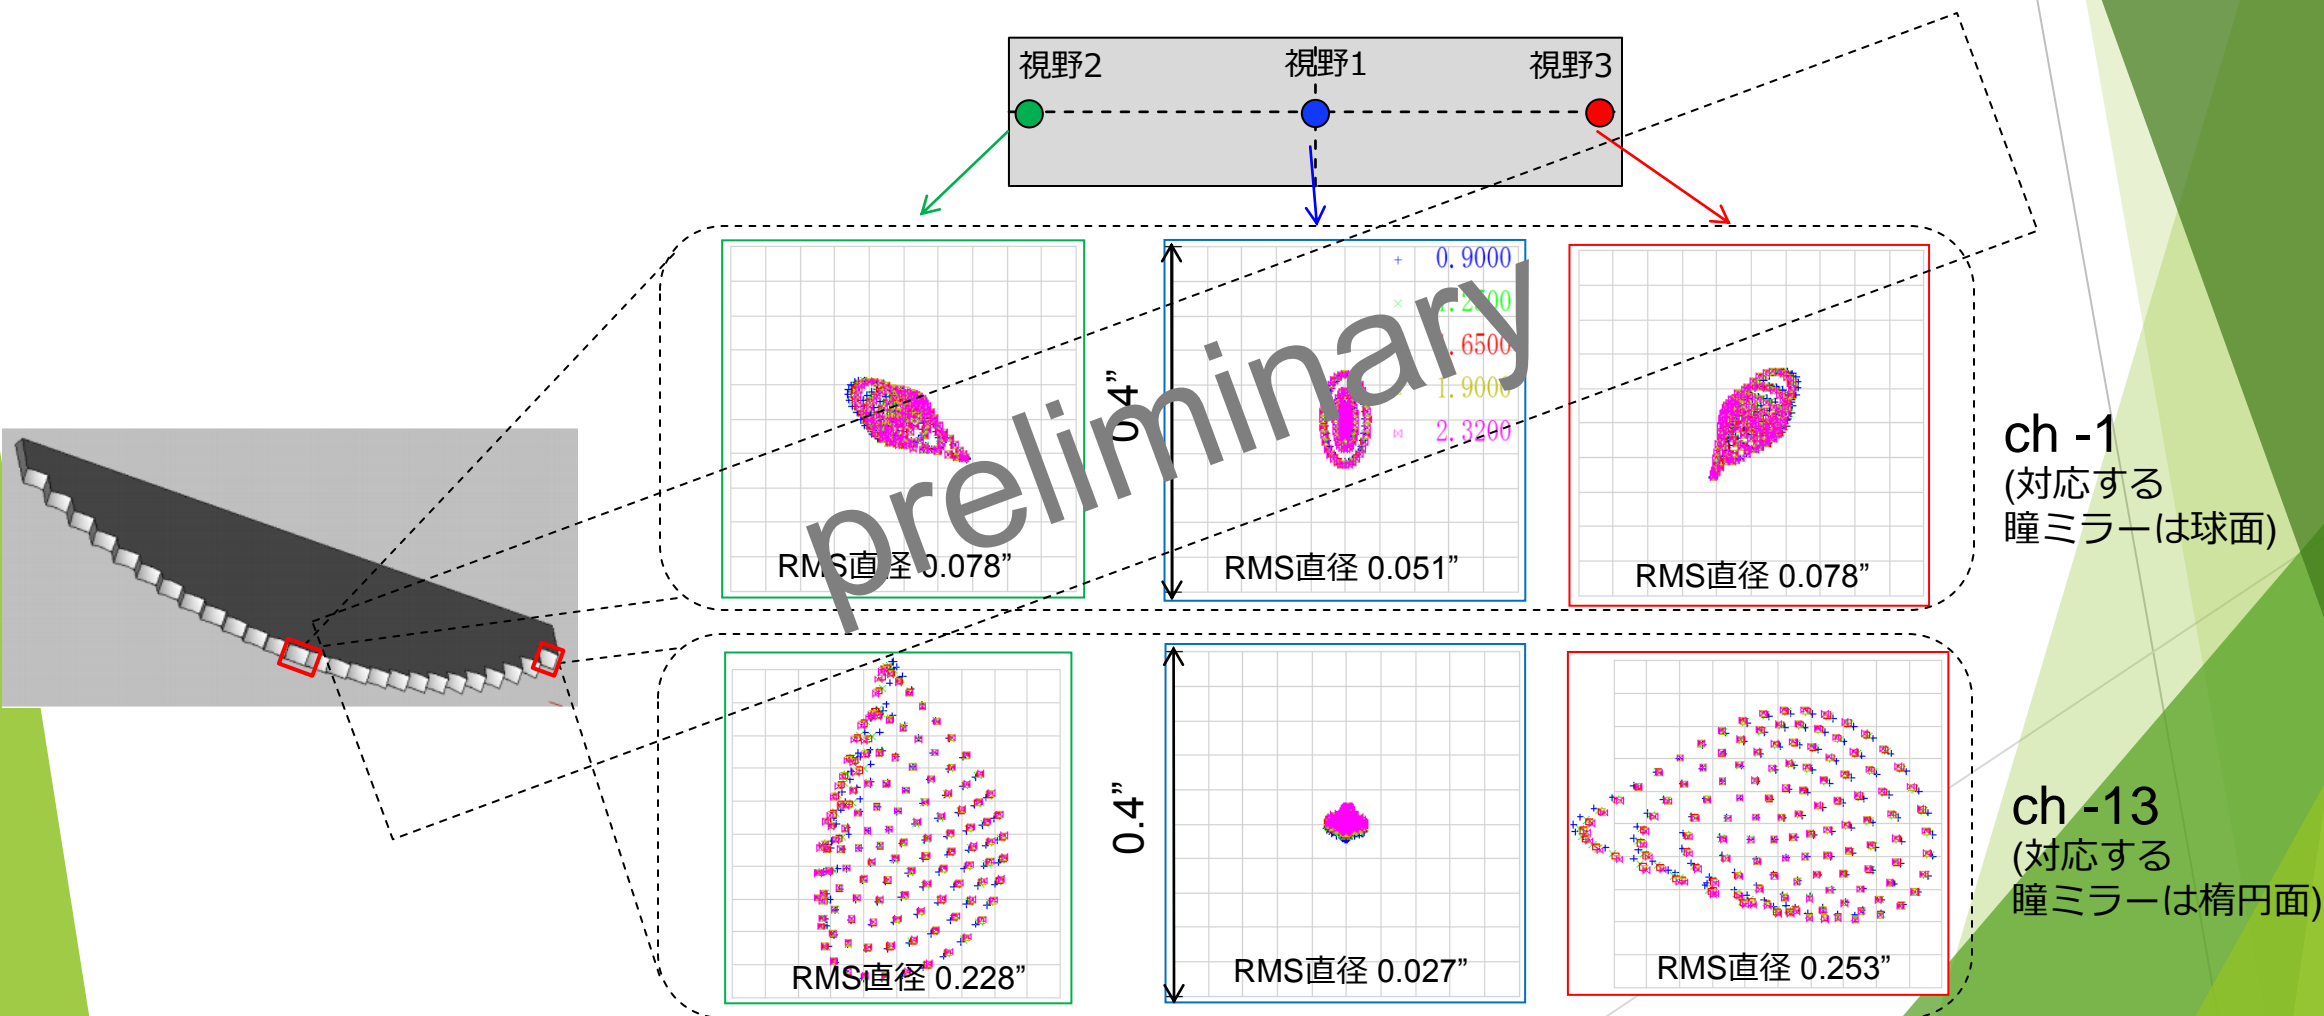 視野2
視野1
視野3
0.9000
1.2500
1.6500
1.9000
2.3200
0.4”
preliminary
RMS直径 0.078”
RMS直径 0.051”
RMS直径 0.078”
ch -1
(対応する
瞳ミラーは球面)
0.4”
RMS直径 0.228”
RMS直径 0.027”
RMS直径 0.253”
ch -13
(対応する
瞳ミラーは楕円面)